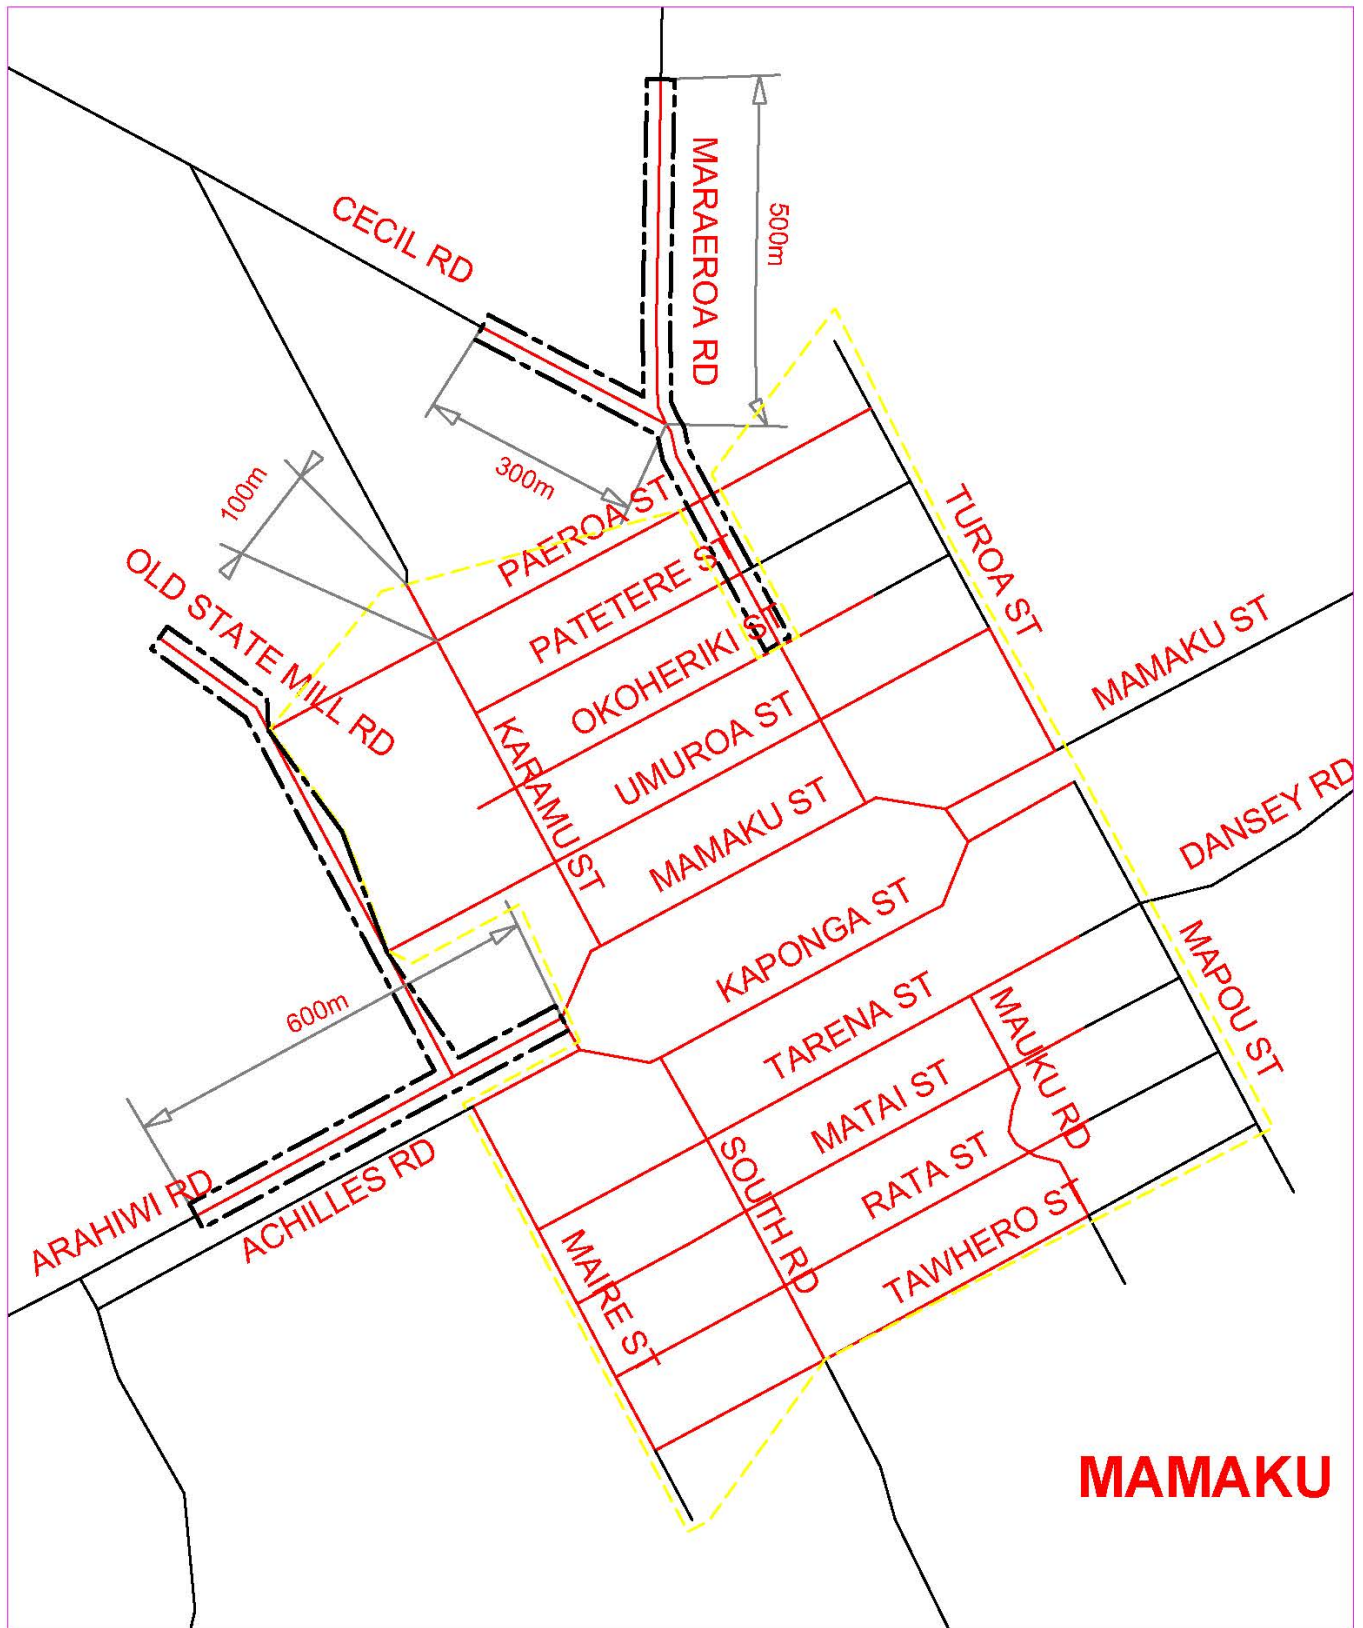 CECIL RD
MARAEROA RD
500m
300m
100m
OLD STATE MILL RD
PAEROA ST
PATETERE ST
OKOHERIKI ST
UMUROA ST
TUROA ST
MAMAKU ST
KARAMU ST
MAMAKU ST
DANSEY RD
KAPONGA ST
600m
TARENA ST
MAPOU ST
MAUKU RD
MATAI ST
ARAHIWI RD
ACHILLES RD
SOUTH RD
RATA ST
MAIRE ST
TAWHERO ST
MAMAKU